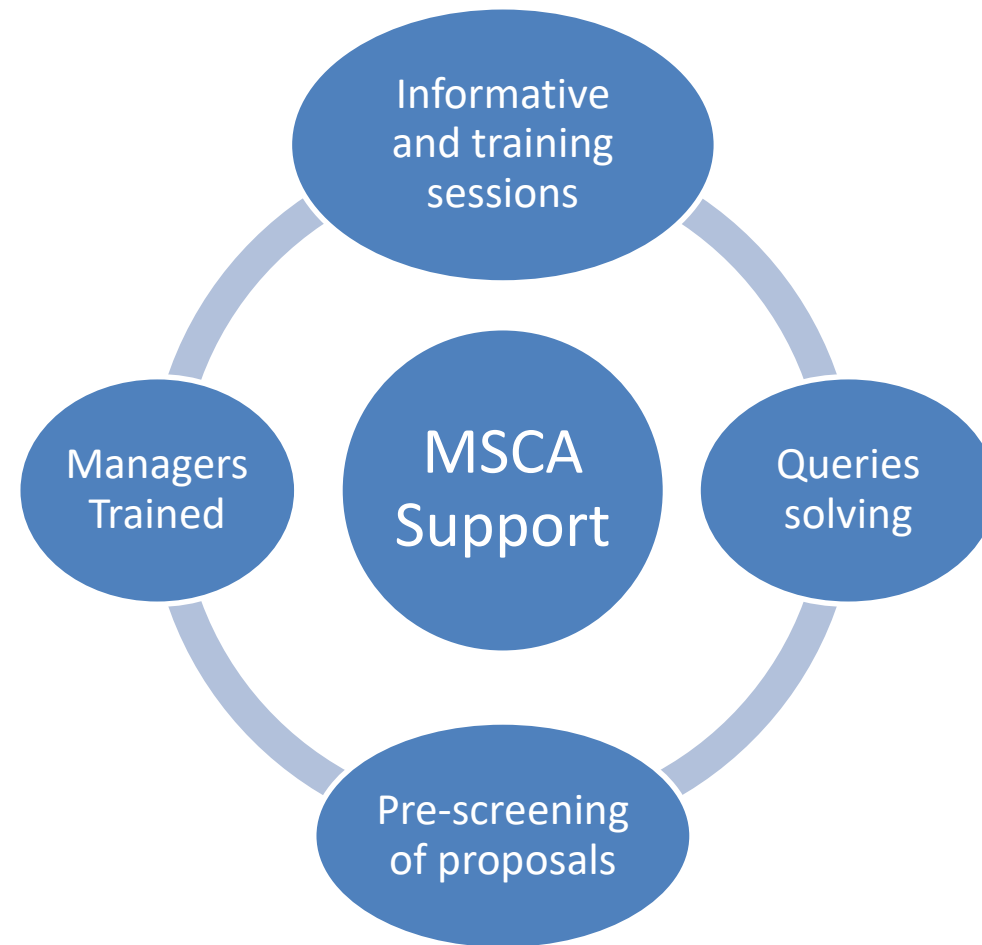 Informative
and training
sessions
Managers
Trained
MSCA
Support
Queries
solving
Pre-screening
of proposals